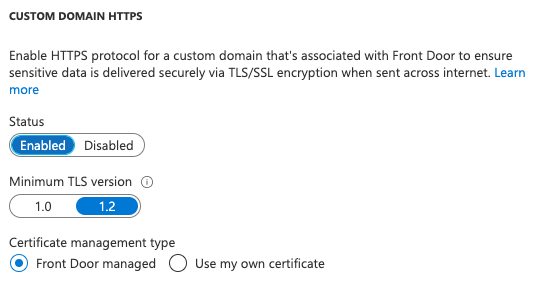 CUSTOM DOMAIN HTTPS
Enable HTTPS protocol for a custom domain that's associated with Front Door to ensure
sensitive data is delivered securely via TLS/SSL encryption when sent across internet. Learn
more
Status
Enabled Disabled
Minimum TLS version
1.0 1.2
Certificate management type
Front Door managed Use my own certificate